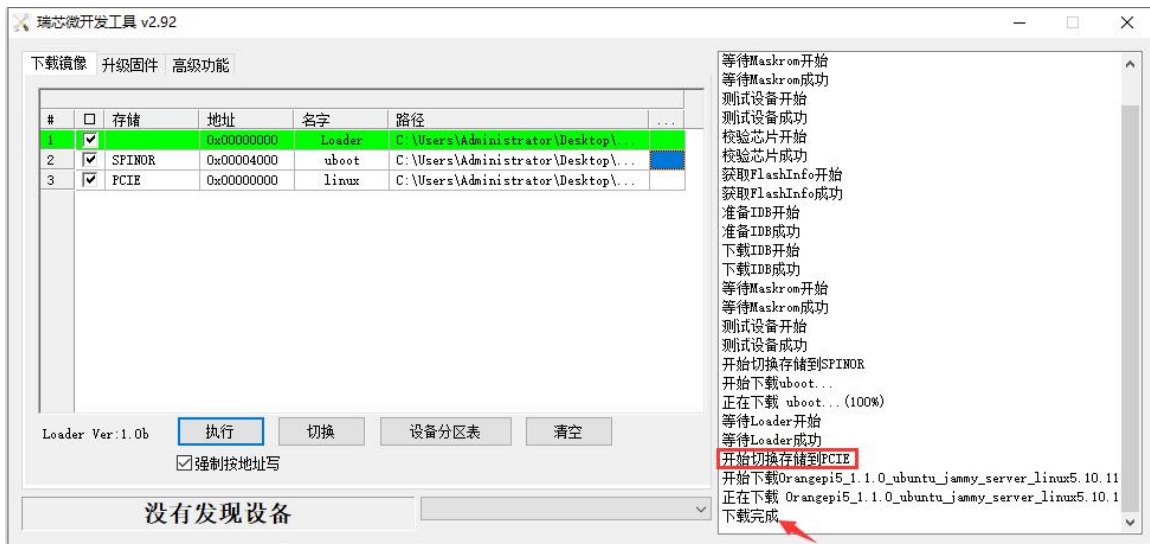 瑞芯微开发工具 v2.92
下载镜像 升级固件 高级功能
# 存储 地址 名字 路径 ...
1 0x00000000 Loader C:\Users\Administrator\Desktop\...
2 SPINOR 0x00004000 uboot C:\Users\Administrator\Desktop\...
3 PCIE 0x00000000 linux C:\Users\Administrator\Desktop\...
Loader Ver:1.0b 执行 切换 设备分区表 清空
强制按地址写
没有发现设备
等待Maskrom开始
等待Maskrom成功
测试设备开始
测试设备成功
校验芯片开始
校验芯片成功
获取FlashInfo开始
获取FlashInfo成功
准备IDB开始
准备IDB成功
下载IDB开始
下载IDB成功
等待Maskrom开始
等待Maskrom成功
测试设备开始
测试设备成功
开始切换存储到SPINOR
开始下载uboot...
正在下载 uboot...(100%)
等待Loader开始
等待Loader成功
开始切换存储到PCIE
开始下载Orangepi5_1.1.0_ubuntu_jammy_server_linux5.10.11
正在下载 Orangepi5_1.1.0_ubuntu_jammy_server_linux5.10.1
下载完成